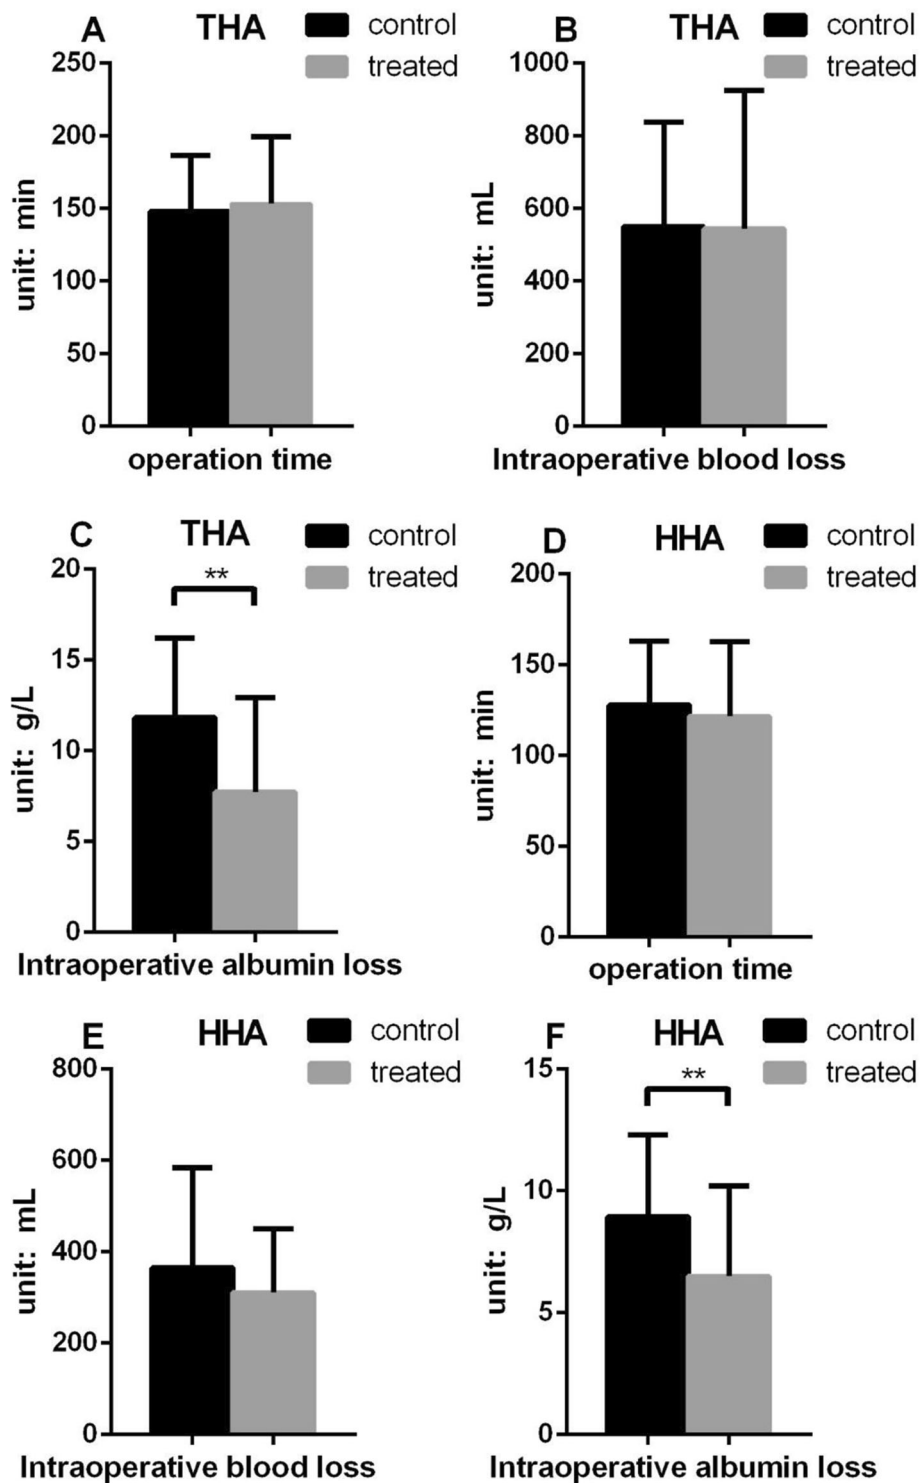 A THA control
treated
250
200
150
100
50
0
unit: min
operation time
B THA control
treated
1000
800
600
400
200
0
unit: mL
Intraoperative blood loss
C THA control
treated
20
15
10
5
0
unit: g/L
**
Intraoperative albumin loss
D HHA control
treated
200
150
100
50
0
unit: min
operation time
E HHA control
treated
800
600
400
200
0
unit: mL
Intraoperative blood loss
F HHA control
treated
15
10
5
0
unit: g/L
**
Intraoperative albumin loss